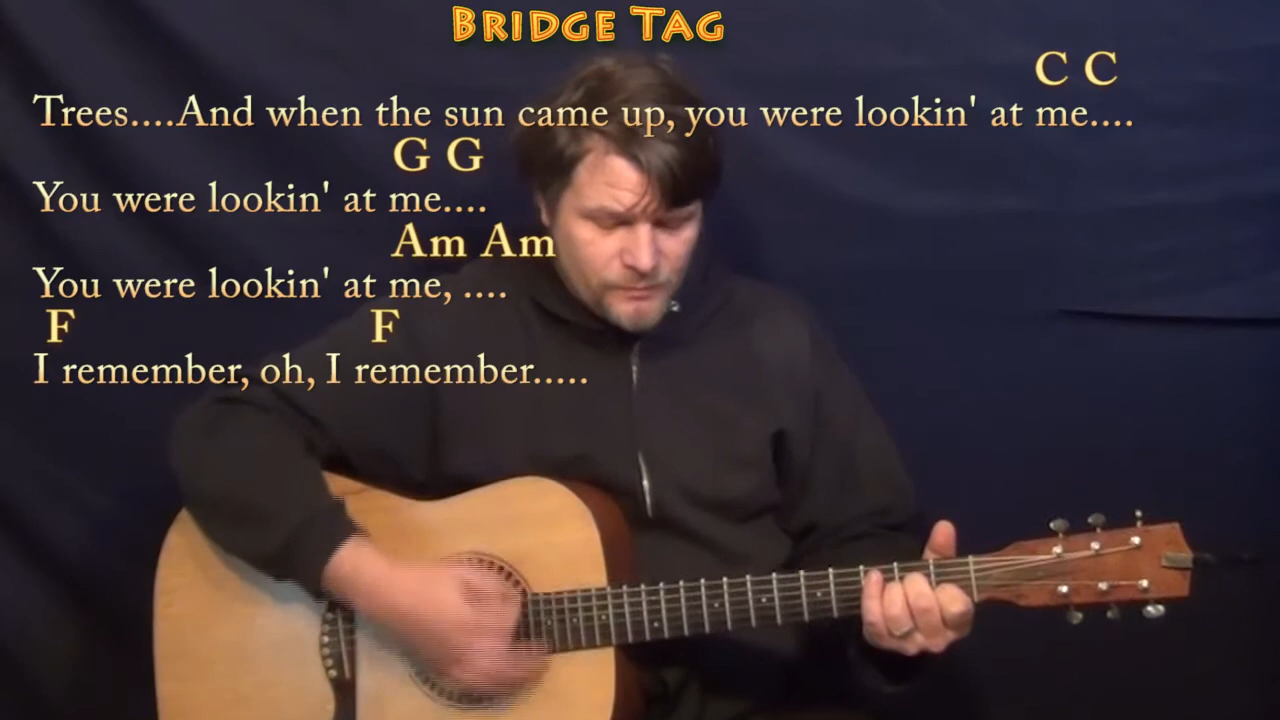 BRIDGE TAG
C C
Trees....And when the sun came up, you were lookin' at me....
G G
You were lookin' at me....
Am Am
You were lookin' at me, ....
F F
I remember, oh, I remember.....